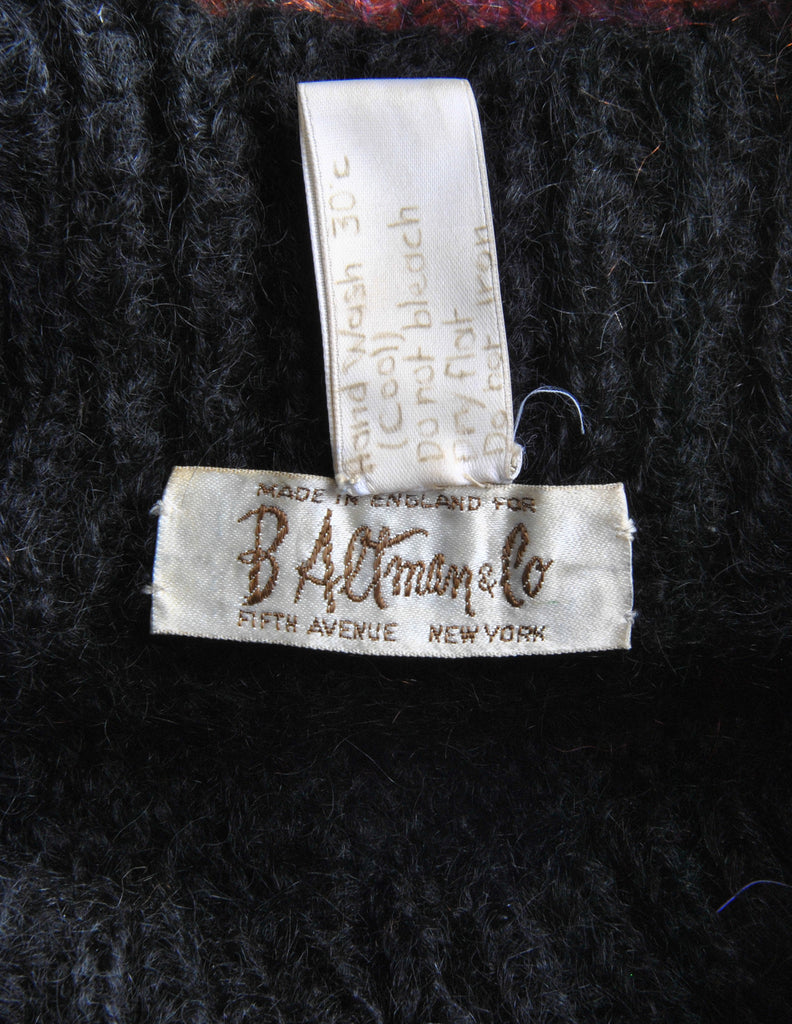 Hand Wash 30°c
(Cool)
Do not bleach
Dry flat
Do not iron
MADE IN ENGLAND FOR
B Altman & Co
FIFTH AVENUE NEW YORK